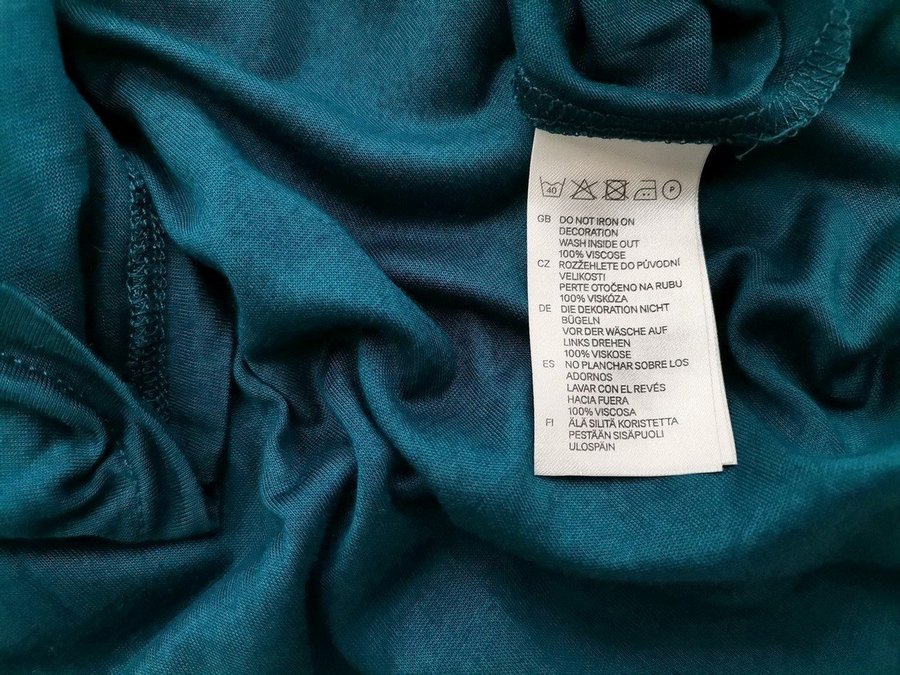 40 P
GB DO NOT IRON ON
DECORATION
WASH INSIDE OUT
100% VISCOSE
CZ ROZŽEHLETE DO PŮVODNÍ
VELIKOSTI
PERTE OTOČENO NA RUBU
100% VISKÓZA
DE DIE DEKORATION NICHT
BÜGELN
VOR DER WÄSCHE AUF
LINKS DREHEN
100% VISKOSE
ES NO PLANCHAR SOBRE LOS
ADORNOS
LAVAR CON EL REVÉS
HACIA FUERA
100% VISCOSA
FI ÄLÄ SILITÄ KORISTETTA
PESTÄÄN SISÄPUOLI
ULOSPÄIN